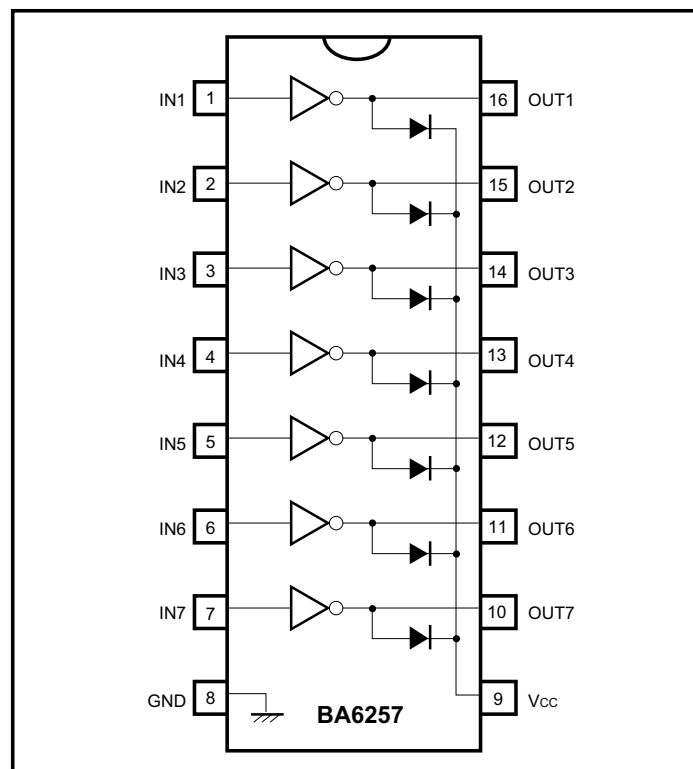 IN1 1 16 OUT1
IN2 2 15 OUT2
IN3 3 14 OUT3
IN4 4 13 OUT4
IN5 5 12 OUT5
IN6 6 11 OUT6
IN7 7 10 OUT7
GND 8 BA6257 9 Vcc